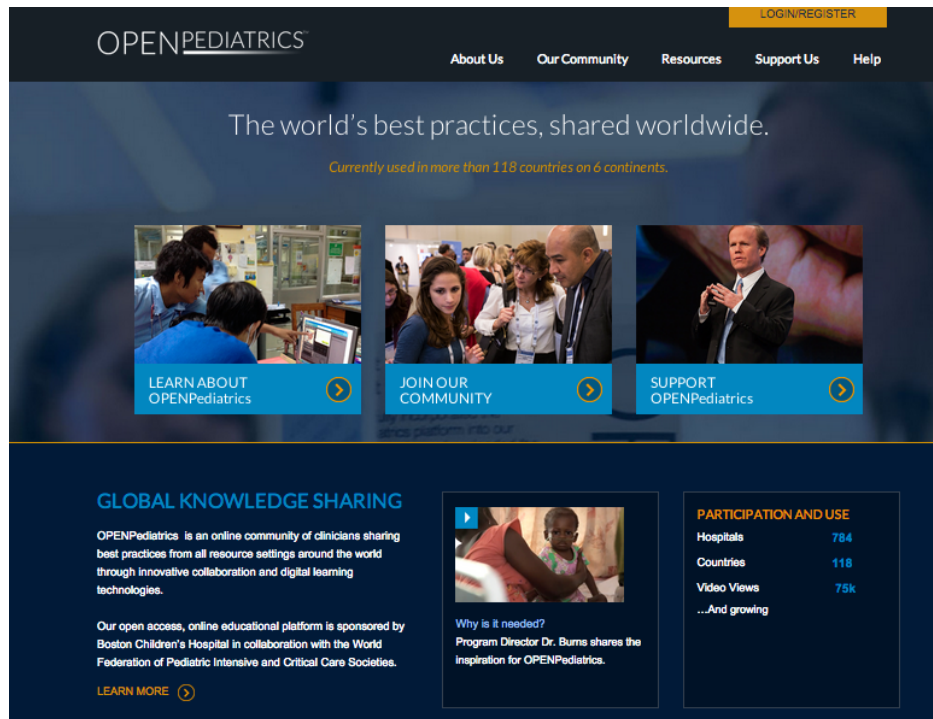 LOGIN/REGISTER
OPENPEDIATRICS™
About Us Our Community Resources Support Us Help
The world's best practices, shared worldwide.
Currently used in more than 118 countries on 6 continents.
LEARN ABOUT
OPENPediatrics
JOIN OUR
COMMUNITY
SUPPORT
OPENPediatrics
GLOBAL KNOWLEDGE SHARING
OPENPediatrics is an online community of clinicians sharing
best practices from all resource settings around the world
through innovative collaboration and digital learning
technologies.
Our open access, online educational platform is sponsored by
Boston Children's Hospital in collaboration with the World
Federation of Pediatric Intensive and Critical Care Societies.
LEARN MORE
Why is it needed?
Program Director Dr. Burns shares the
inspiration for OPENPediatrics.
PARTICIPATION AND USE
Hospitals 784
Countries 118
Video Views 75k
...And growing